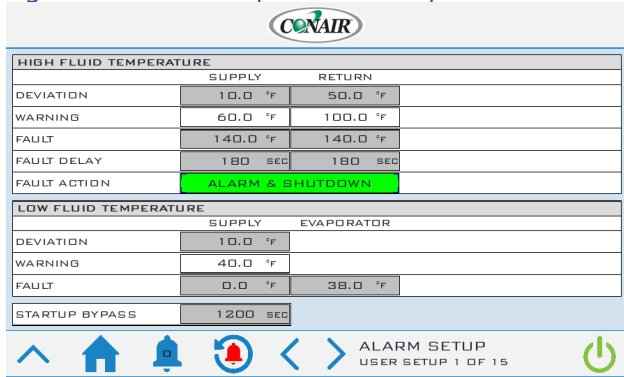 CONAIR
HIGH FLUID TEMPERATURE
SUPPLY RETURN
DEVIATION 10.0 °F 50.0 °F
WARNING 60.0 °F 100.0 °F
FAULT 140.0 °F 140.0 °F
FAULT DELAY 180 SEC 180 SEC
FAULT ACTION ALARM & SHUTDOWN
LOW FLUID TEMPERATURE
SUPPLY EVAPORATOR
DEVIATION 10.0 °F
WARNING 40.0 °F
FAULT 0.0 °F 38.0 °F
STARTUP BYPASS 1200 SEC
0
ALARM SETUP
USER SETUP 1 OF 15